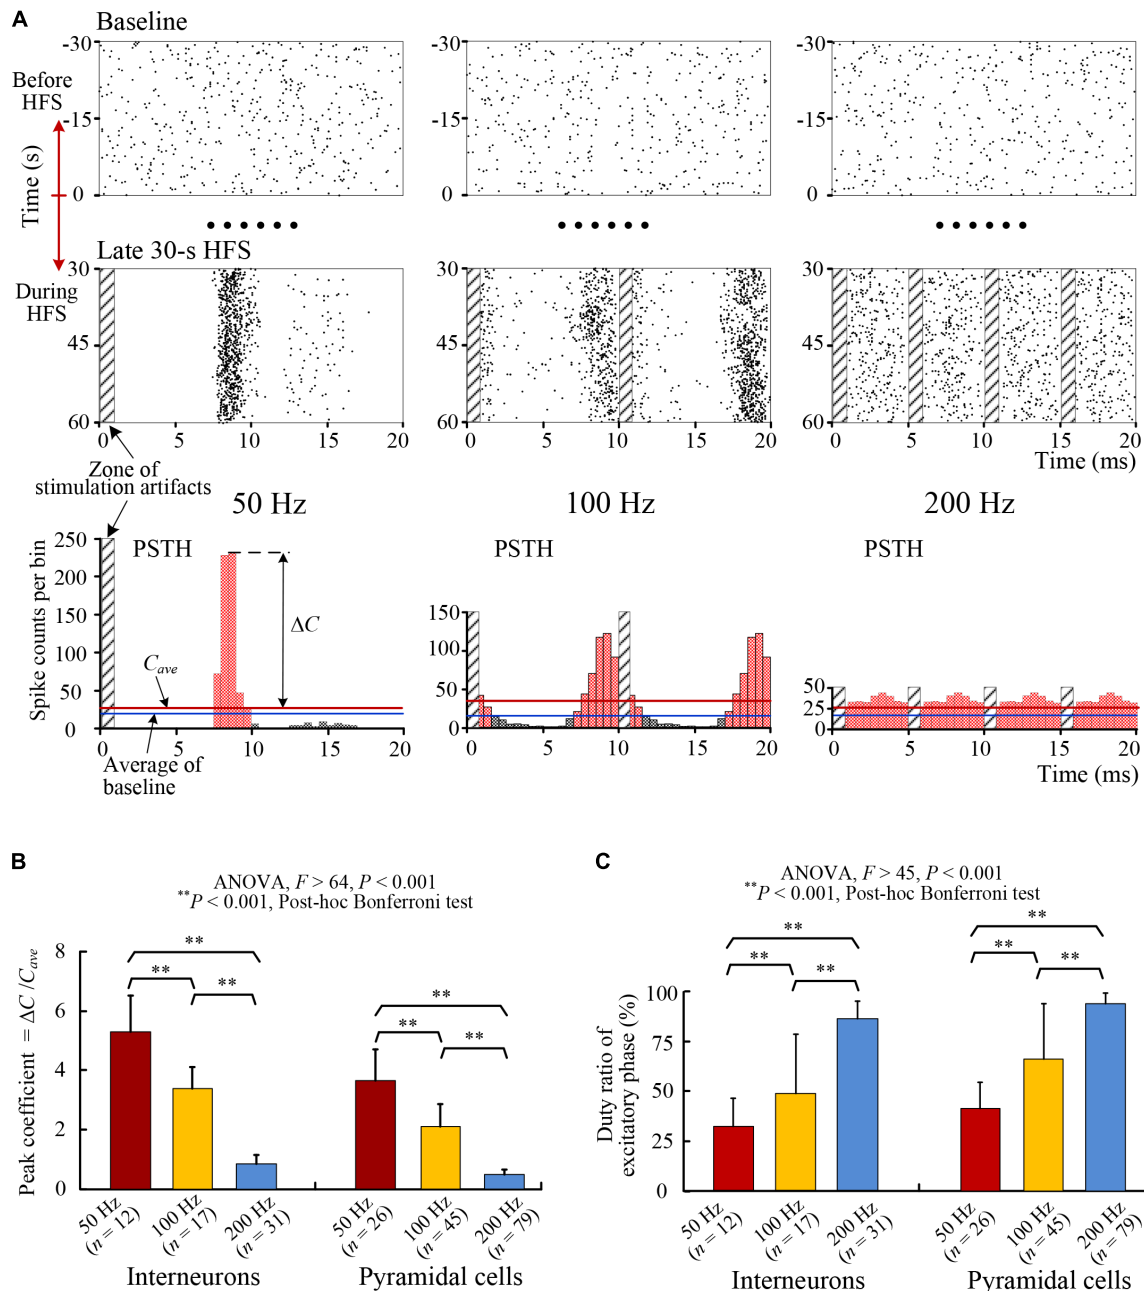 A
Baseline
-30
-15
0
-30
-15
0
-30
-15
0
Before
HFS
Time (s)
During
HFS
Late 30-s HFS
30
45
60
0 5 10 15 20
30
45
60
0 5 10 15 20
30
45
60
0 5 10 15 20
Time (ms)
Zone of
stimulation artifacts
50 Hz
100 Hz
200 Hz
Spike counts per bin
250
200
150
100
50
0
PSTH
ΔC
Cave
0 5 10 15 20
Average of
baseline
PSTH
150
100
50
0
0 5 10 15 20
PSTH
50
25
0
0 5 10 15 20
Time (ms)
B
ANOVA, F > 64, P < 0.001
**P < 0.001, Post-hoc Bonferroni test
Peak coefficient = ΔC /Cave
8
6
4
2
0
**
**
**
**
**
**
50 Hz
(n = 12)
100 Hz
(n = 17)
200 Hz
(n = 31)
50 Hz
(n = 26)
100 Hz
(n = 45)
200 Hz
(n = 79)
Interneurons
Pyramidal cells
C
ANOVA, F > 45, P < 0.001
**P < 0.001, Post-hoc Bonferroni test
Duty ratio of
excitatory phase (%)
100
75
50
25
0
**
**
**
**
**
**
50 Hz
(n = 12)
100 Hz
(n = 17)
200 Hz
(n = 31)
50 Hz
(n = 26)
100 Hz
(n = 45)
200 Hz
(n = 79)
Interneurons
Pyramidal cells